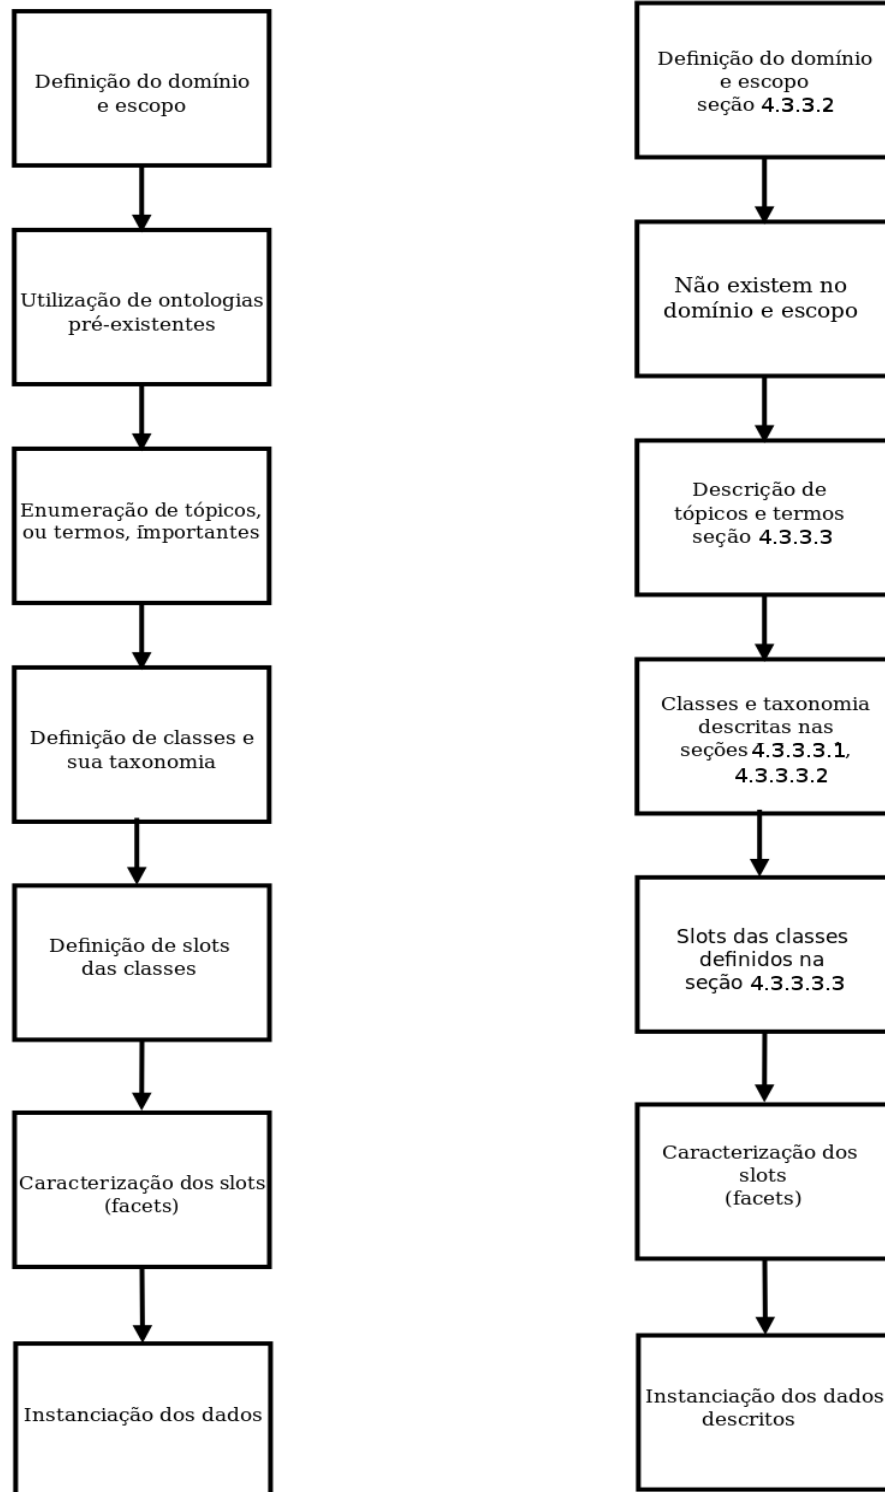 Definição do domínio
e escopo
Utilização de ontologias
pré-existentes
Enumeração de tópicos,
ou termos, importantes
Definição de classes e
sua taxonomia
Definição de slots
das classes
Caracterização dos slots
(facets)
Instanciação dos dados
Definição do domínio
e escopo
seção 4.3.3.2
Não existem no
domínio e escopo
Descrição de
tópicos e termos
seção 4.3.3.3
Classes e taxonomia
descritas nas
seções 4.3.3.3.1,
4.3.3.3.2
Slots das classes
definidos na
seção 4.3.3.3.3
Caracterização dos
slots
(facets)
Instanciação dos dados
descritos